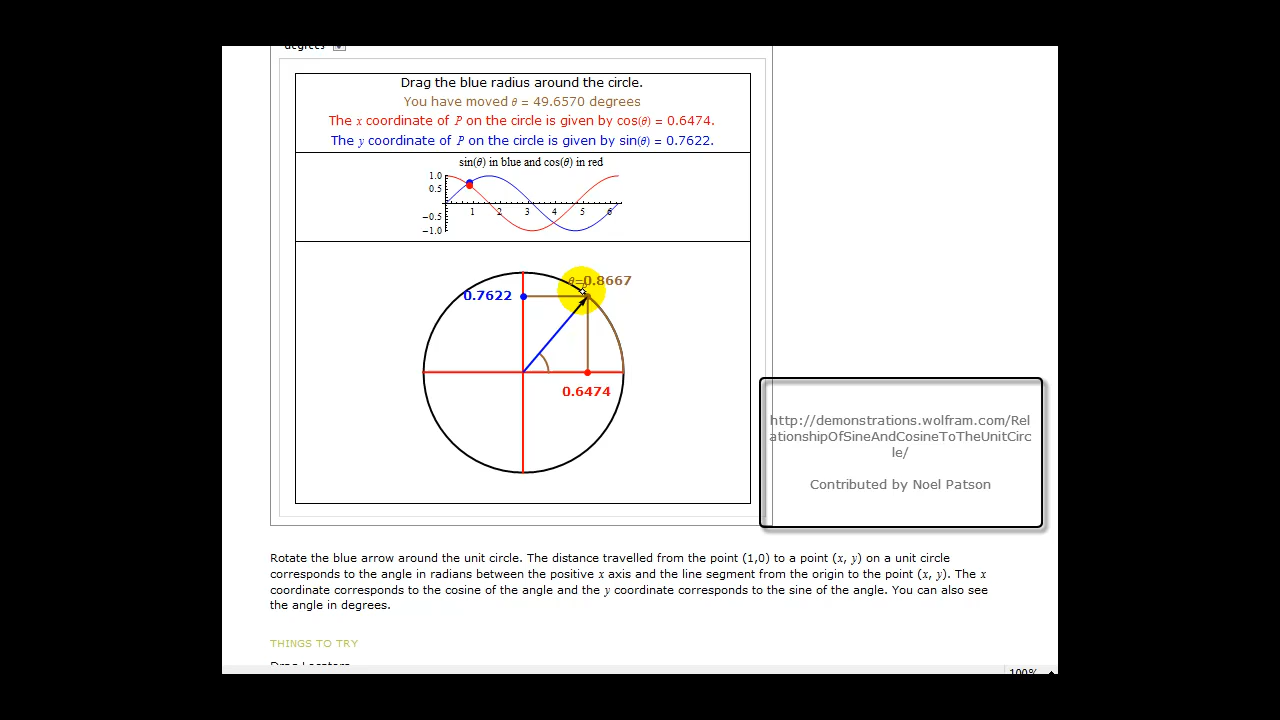 degrees
Drag the blue radius around the circle.
You have moved θ = 49.6570 degrees
The x coordinate of P on the circle is given by cos(θ) = 0.6474.
The y coordinate of P on the circle is given by sin(θ) = 0.7622.
sin(θ) in blue and cos(θ) in red
1.0
0.5
−0.5
−1.0
1 2 3 4 5 6
θ=0.8667
0.7622
0.6474
http://demonstrations.wolfram.com/Rel
ationshipOfSineAndCosineToTheUnitCirc
le/
Contributed by Noel Patson
Rotate the blue arrow around the unit circle. The distance travelled from the point (1,0) to a point (x, y) on a unit circle
corresponds to the angle in radians between the positive x axis and the line segment from the origin to the point (x, y). The x
coordinate corresponds to the cosine of the angle and the y coordinate corresponds to the sine of the angle. You can also see
the angle in degrees.
THINGS TO TRY
Drag Locators
100%